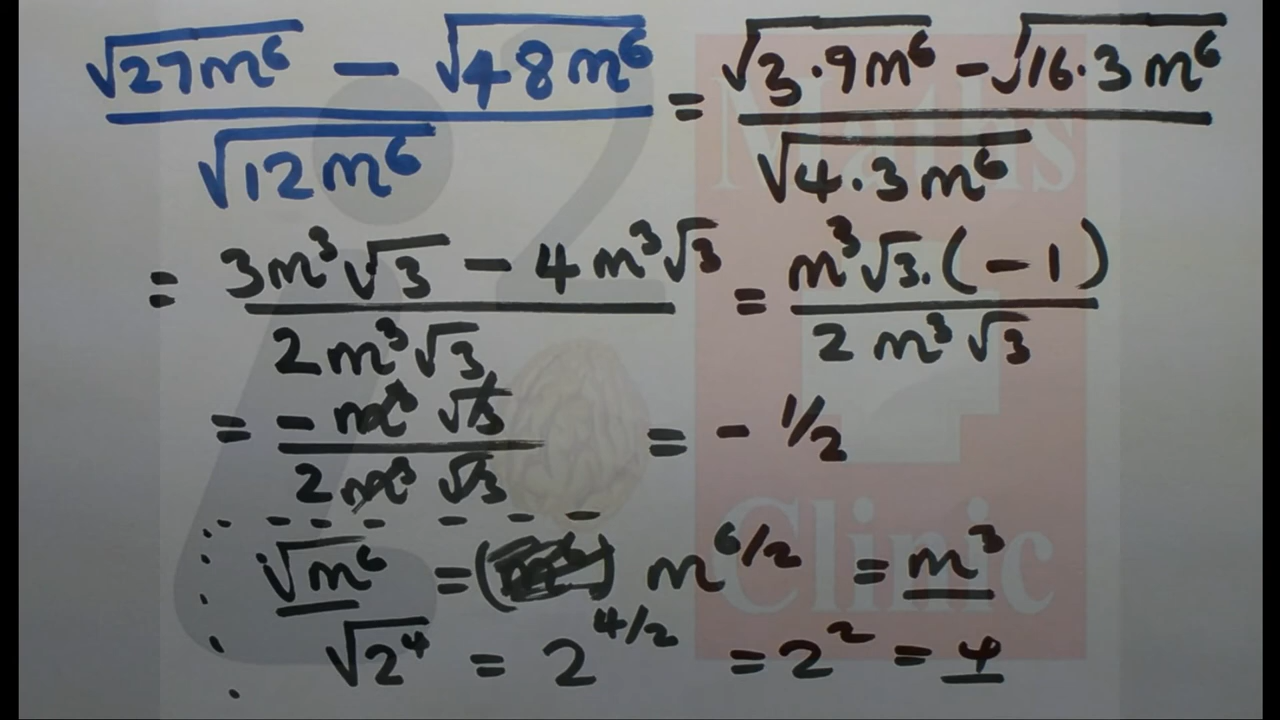 (√(27m⁶) − √(48m⁶)) / √(12m⁶) = (√(3·9m⁶) − √(16·3m⁶)) / √(4·3m⁶)
= (3m³√3 − 4m³√3) / (2m³√3) = (m³√3·(−1)) / (2m³√3)
= (−m³√3) / (2m³√3) = −1/2
√(m⁶) = m^(6/2) = m³
√(2⁴) = 2^(4/2) = 2² = 4
Maths
Clinic